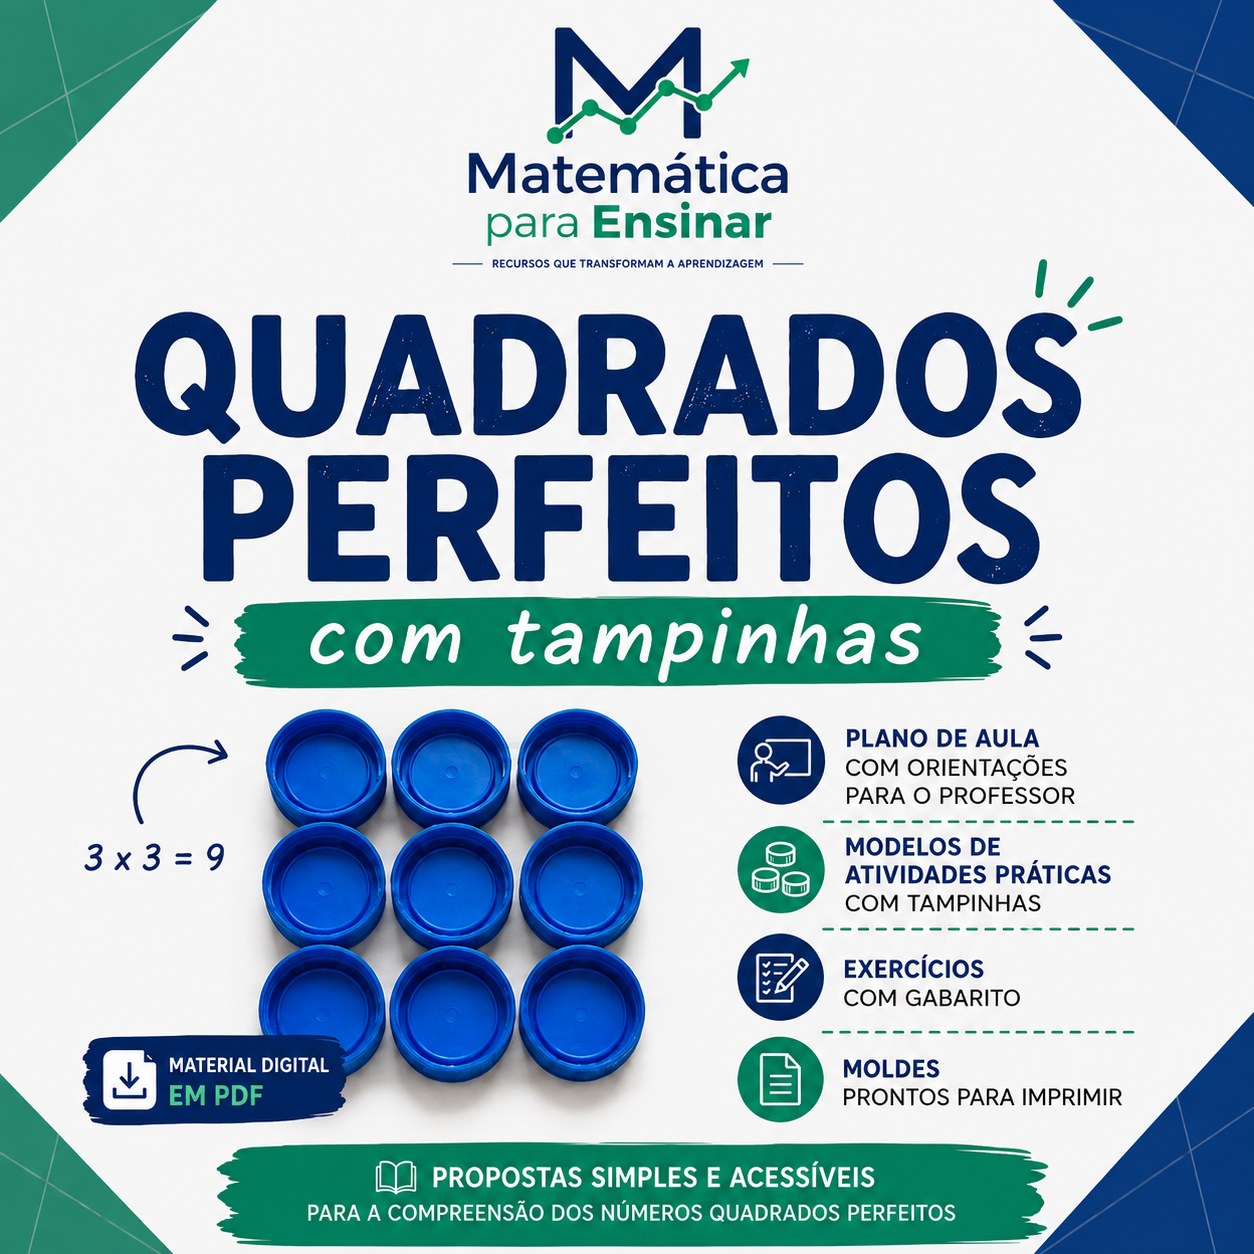 Matemática
para Ensinar
RECURSOS QUE TRANSFORMAM A APRENDIZAGEM
QUADRADOS
PERFEITOS
com tampinhas
3 x 3 = 9
PLANO DE AULA
COM ORIENTAÇÕES
PARA O PROFESSOR
MODELOS DE
ATIVIDADES PRÁTICAS
COM TAMPINHAS
EXERCÍCIOS
COM GABARITO
MOLDES
PRONTOS PARA IMPRIMIR
MATERIAL DIGITAL
EM PDF
PROPOSTAS SIMPLES E ACESSÍVEIS
PARA A COMPREENSÃO DOS NÚMEROS QUADRADOS PERFEITOS